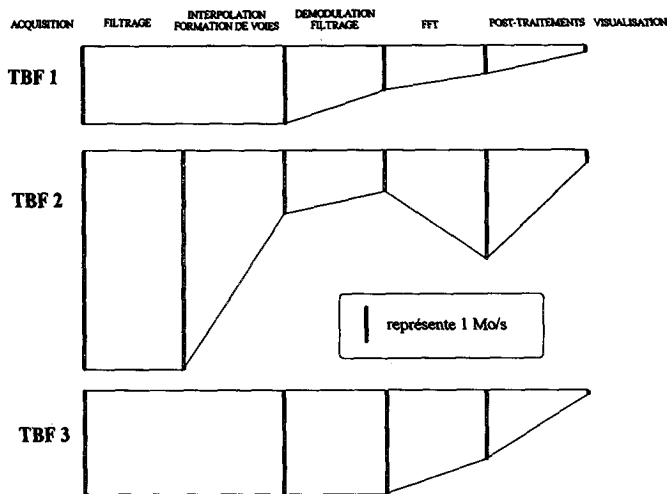 ACQUISITION FILTRAGE INTERPOLATION FORMATION DE VOIES DEMODULATION FILTRAGE FFT POST-TRAITEMENTS VISUALISATION
TBF 1
TBF 2
représente 1 Mo/s
TBF 3